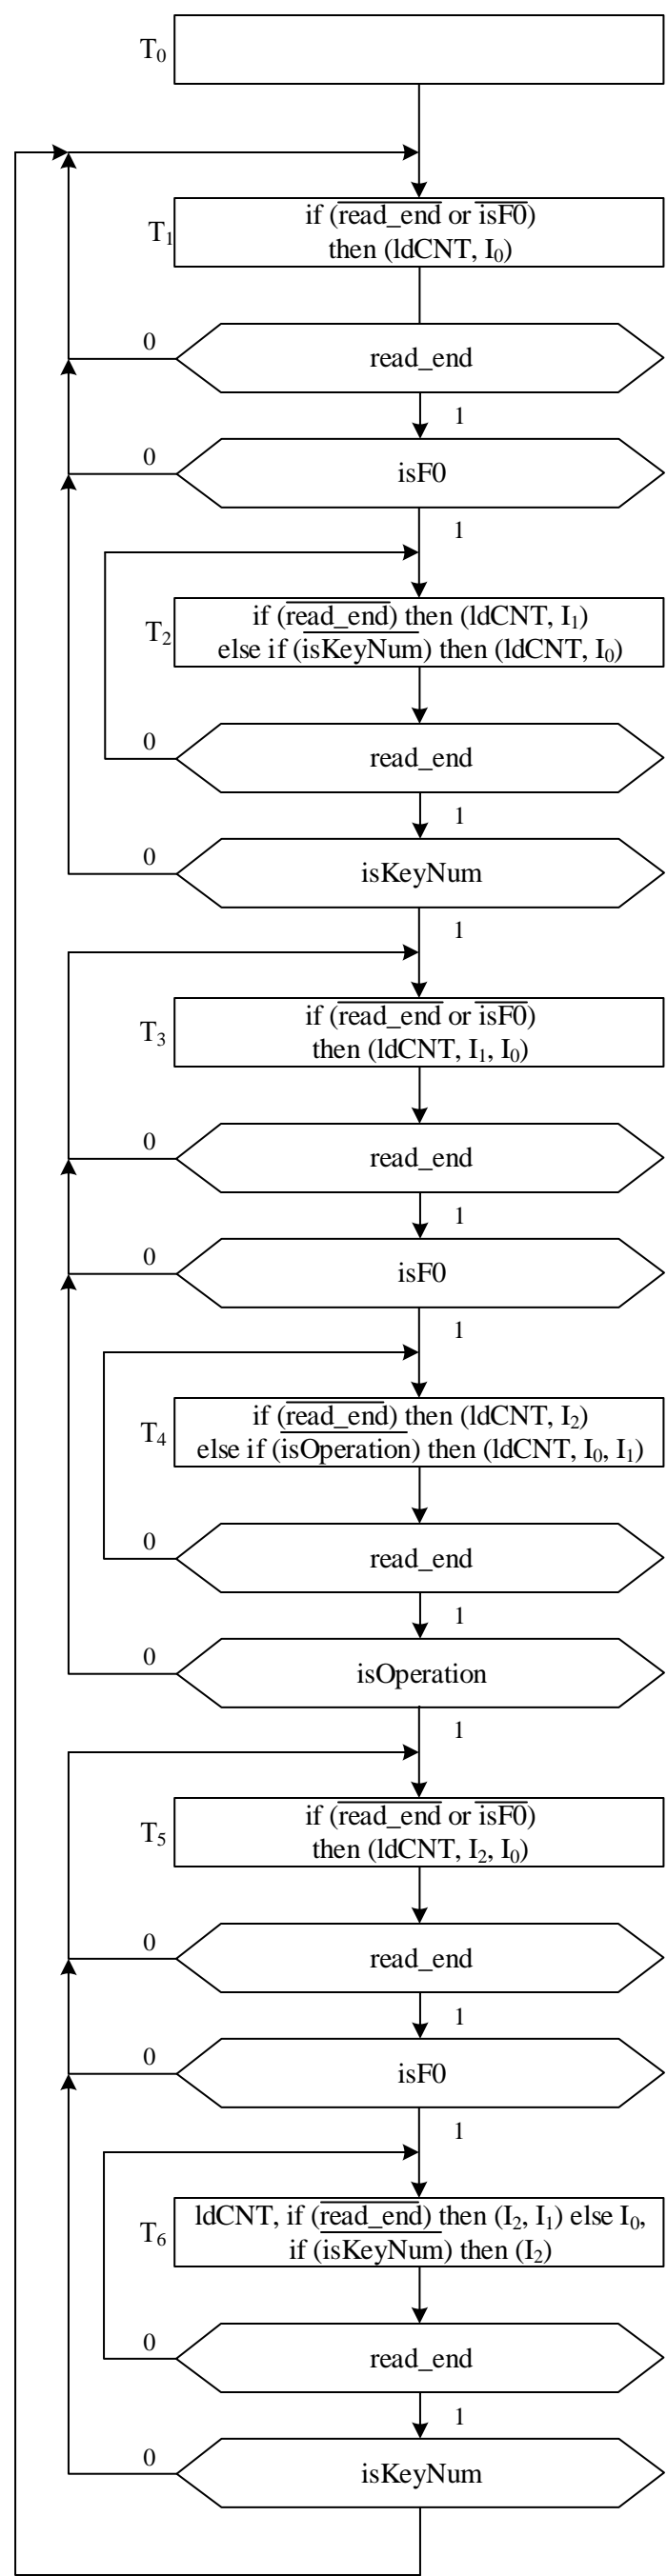 T₀
if (read_end or isF0)
T₁
then (ldCNT, I₀)
0
read_end
1
0
isF0
1
if (read_end) then (ldCNT, I₁)
T₂
else if (isKeyNum) then (ldCNT, I₀)
0
read_end
1
0
isKeyNum
1
if (read_end or isF0)
T₃
then (ldCNT, I₁, I₀)
0
read_end
1
0
isF0
1
if (read_end) then (ldCNT, I₂)
T₄
else if (isOperation) then (ldCNT, I₀, I₁)
0
read_end
1
0
isOperation
1
if (read_end or isF0)
T₅
then (ldCNT, I₂, I₀)
0
read_end
1
0
isF0
1
ldCNT, if (read_end) then (I₂, I₁) else I₀,
T₆
if (isKeyNum) then (I₂)
0
read_end
1
0
isKeyNum